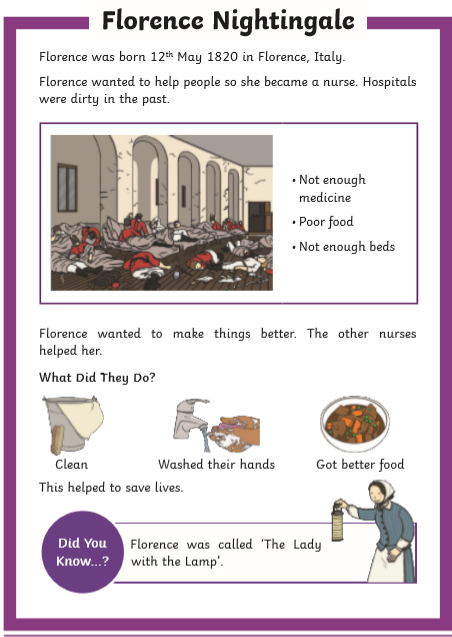 Florence Nightingale
Florence was born 12th May 1820 in Florence, Italy.
Florence wanted to help people so she became a nurse. Hospitals
were dirty in the past.
• Not enough
medicine
• Poor food
• Not enough beds
Florence wanted to make things better. The other nurses
helped her.
What Did They Do?
Clean
Washed their hands
Got better food
This helped to save lives.
Did You
Know...?
Florence was called 'The Lady
with the Lamp'.